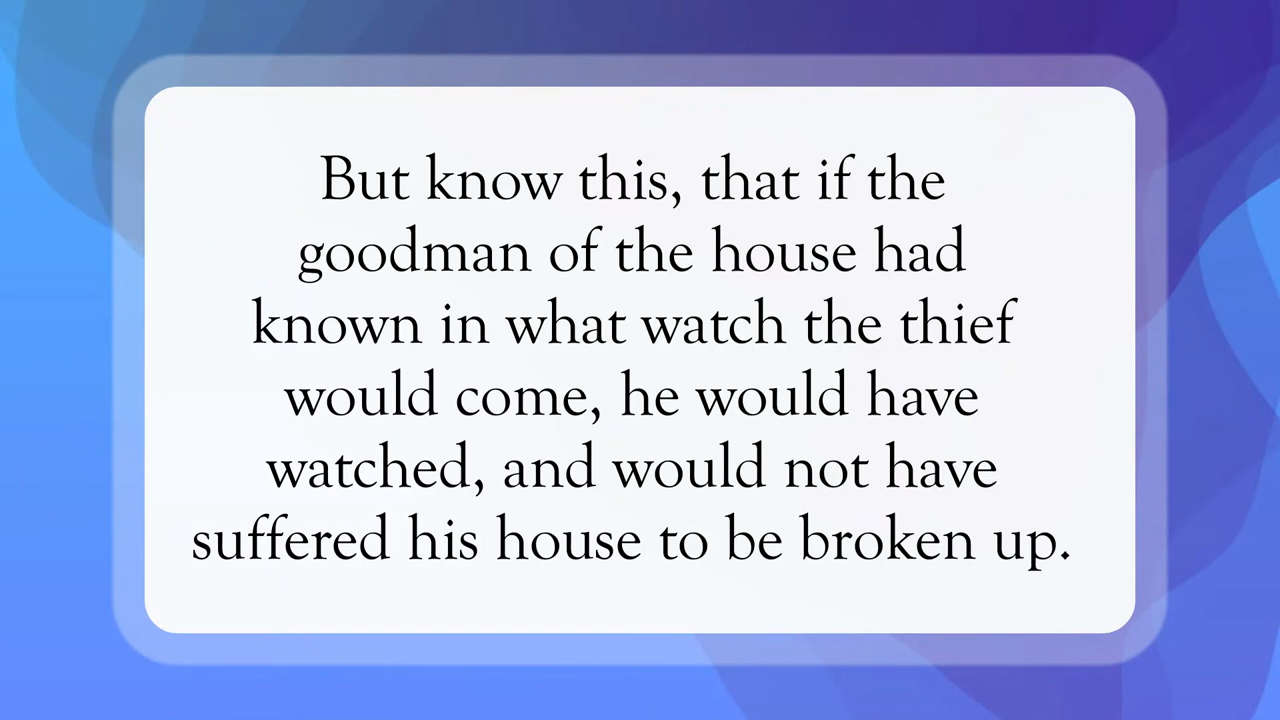 But know this, that if the
goodman of the house had
known in what watch the thief
would come, he would have
watched, and would not have
suffered his house to be broken up.